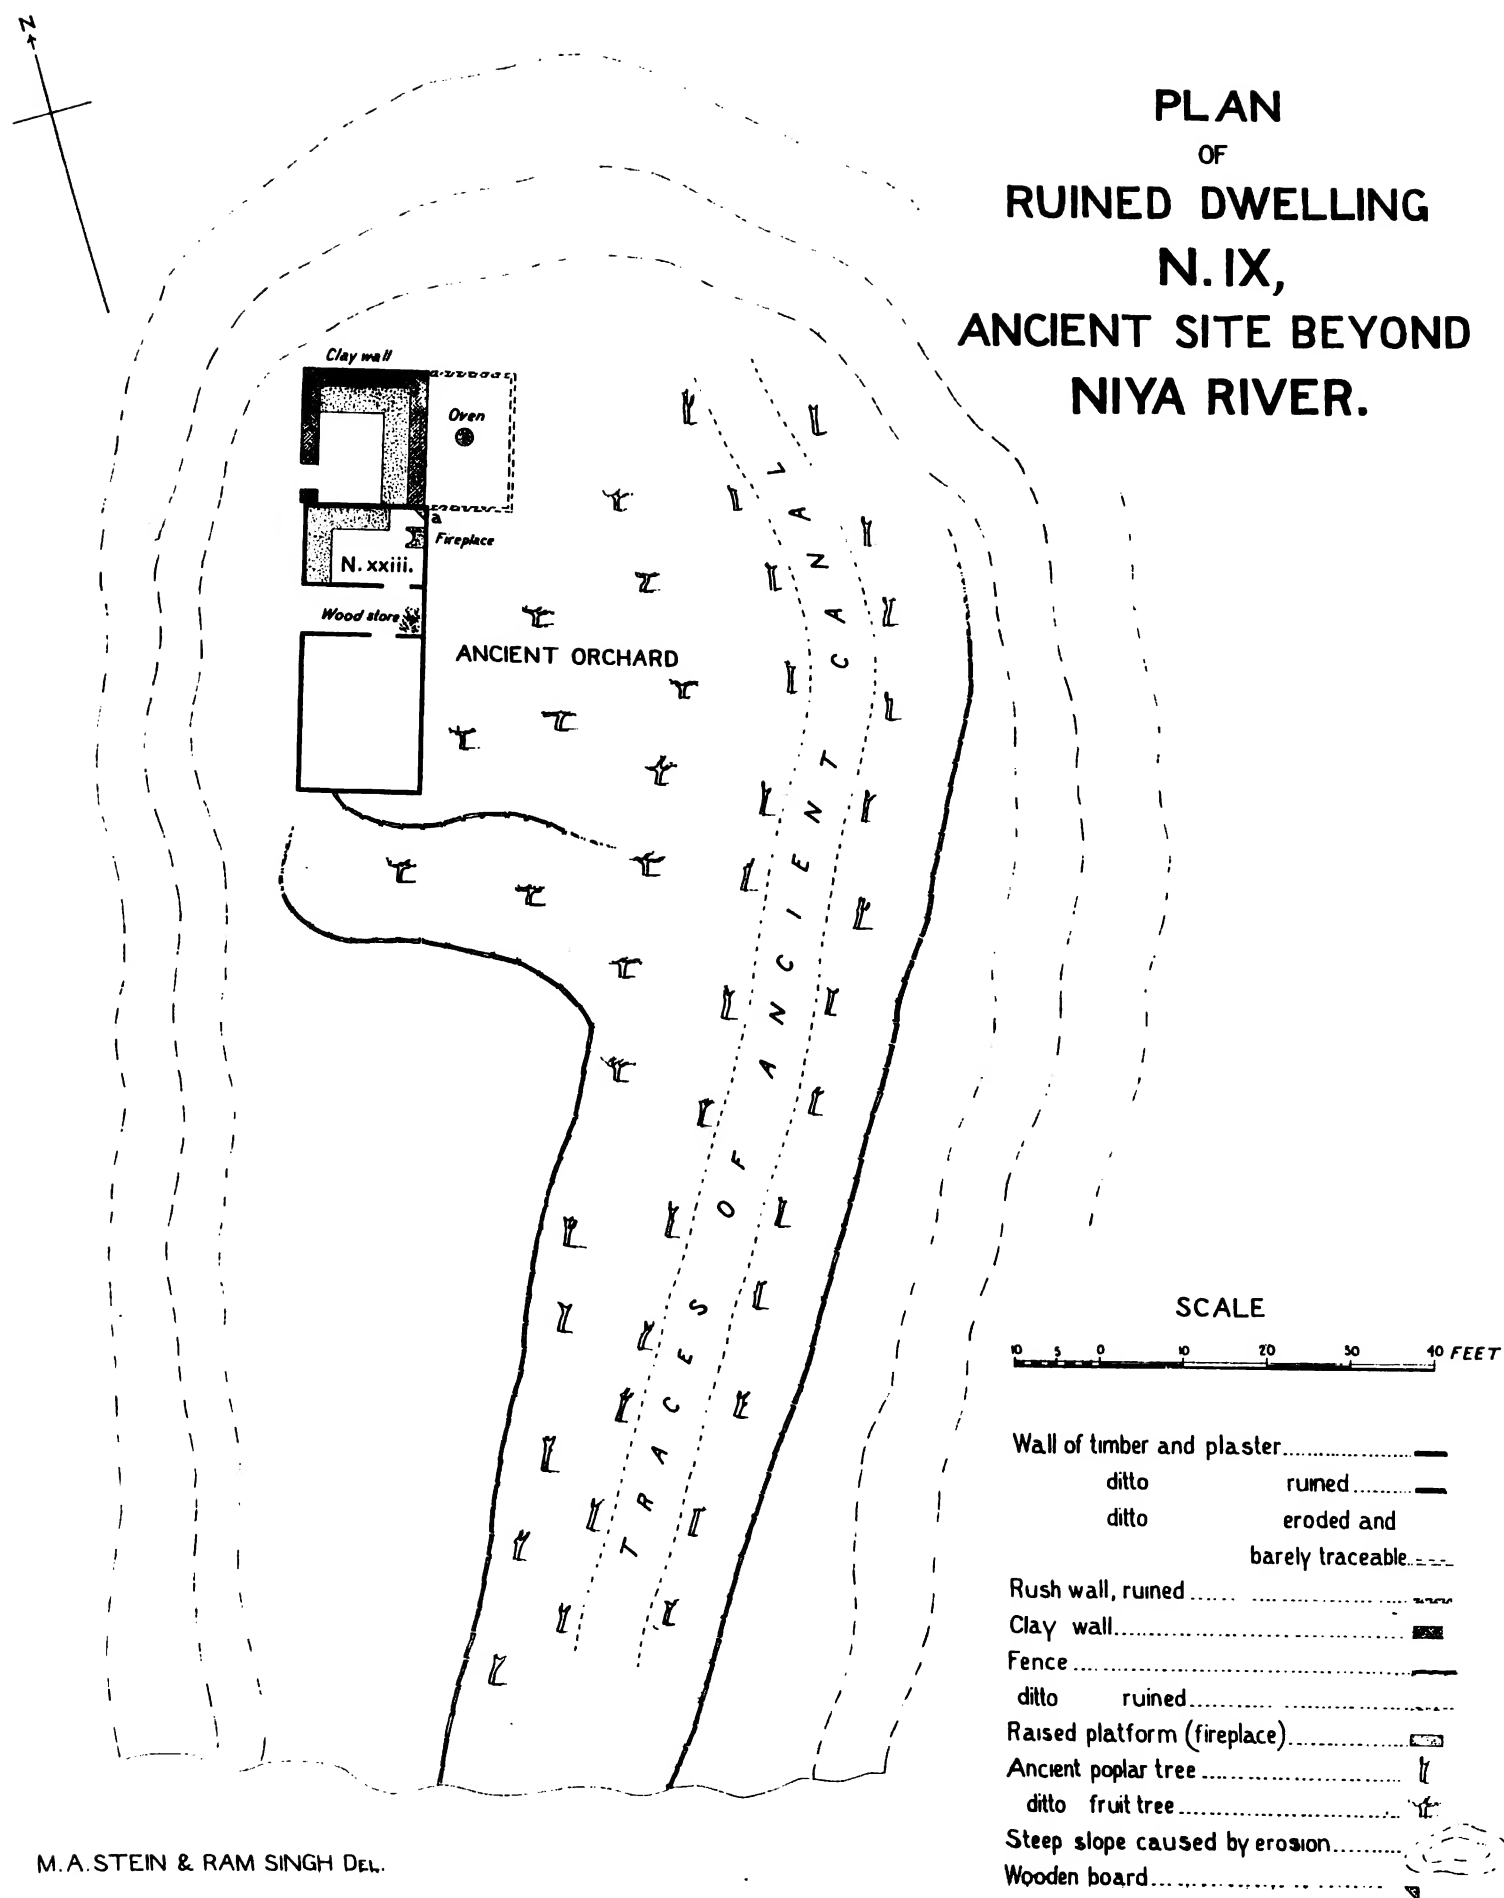 N
PLAN
OF
RUINED DWELLING
N. IX,
ANCIENT SITE BEYOND
NIYA RIVER.
Clay wall
Oven
a
Fireplace
N. xxiii.
Wood store
ANCIENT ORCHARD
TRACES OF ANCIENT CANAL
SCALE
10 5 0 10 20 30 40 FEET
Wall of timber and plaster
ditto ruined
ditto eroded and
barely traceable
Rush wall, ruined
Clay wall
Fence
ditto ruined
Raised platform (fireplace)
Ancient poplar tree
ditto fruit tree
Steep slope caused by erosion
Wooden board
M. A. STEIN & RAM SINGH DEL.